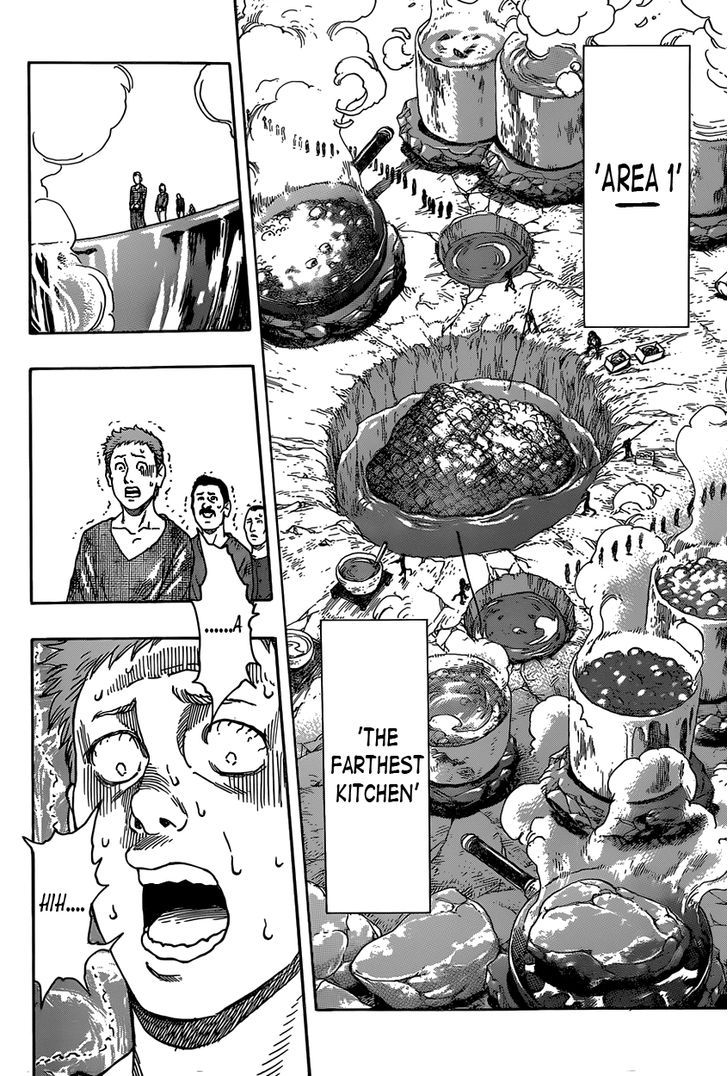 'AREA 1'
'THE
FARTHEST
KITCHEN'
......A
HIH....